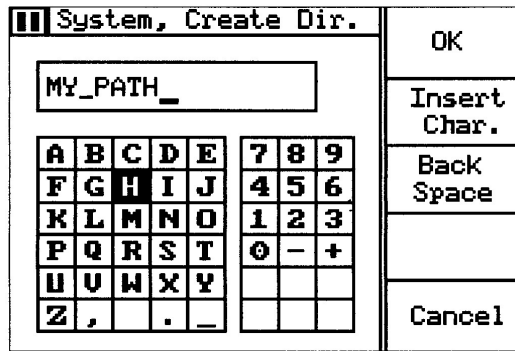 System, Create Dir.
MY_PATH_
A B C D E 7 8 9
F G H I J 4 5 6
K L M N O 1 2 3
P Q R S T 0 - +
U V W X Y
Z , . _
OK
Insert
Char.
Back
Space
Cancel